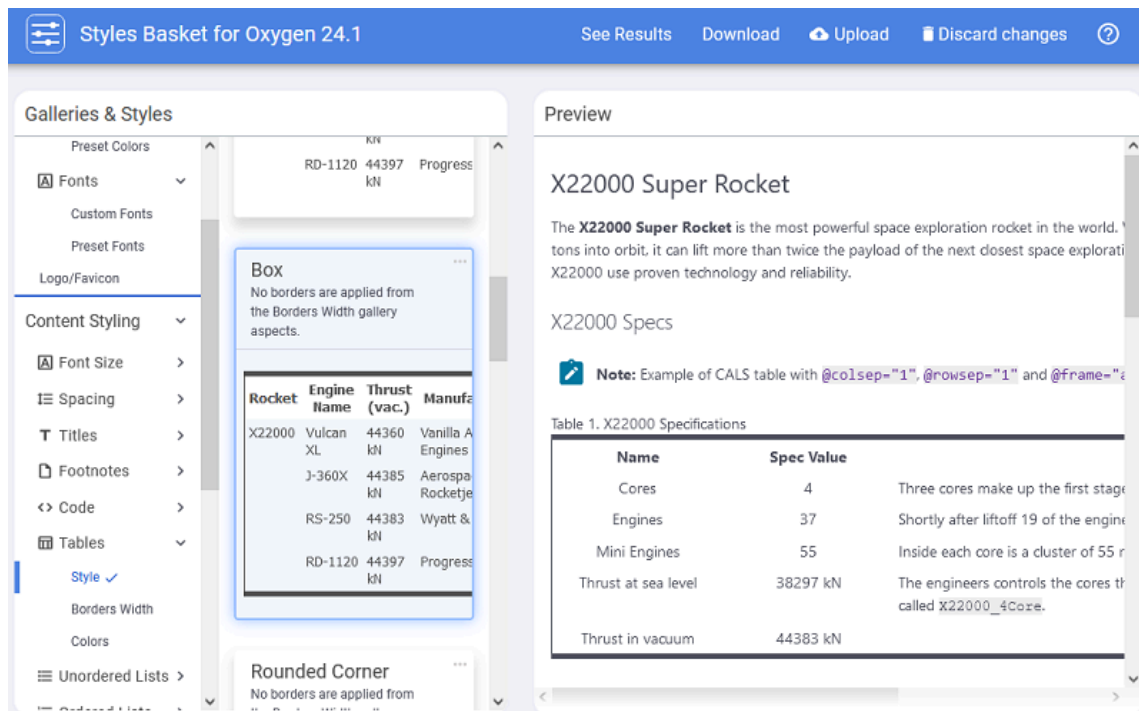 Styles Basket for Oxygen 24.1
See Results Download Upload Discard changes
Galleries & Styles
Preset Colors
Fonts
Custom Fonts
Preset Fonts
Logo/Favicon
Content Styling
Font Size
Spacing
Titles
Footnotes
Code
Tables
Style
Borders Width
Colors
Unordered Lists
kN
RD-1120 44397 Progress
kN
Box
No borders are applied from
the Borders Width gallery
aspects.
Rocket Engine Name Thrust (vac.) Manufa
X22000 Vulcan XL 44360 kN Vanilla A Engines
J-360X 44385 kN Aerospa Rocketje
RS-250 44383 kN Wyatt &
RD-1120 44397 kN Progress
Rounded Corner
No borders are applied from
Preview
X22000 Super Rocket
The X22000 Super Rocket is the most powerful space exploration rocket in the world.
tons into orbit, it can lift more than twice the payload of the next closest space explorati
X22000 use proven technology and reliability.
X22000 Specs
Note: Example of CALS table with @colsep="1", @rowsep="1" and @frame="a
Table 1. X22000 Specifications
Name Spec Value
Cores 4 Three cores make up the first stage
Engines 37 Shortly after liftoff 19 of the engine
Mini Engines 55 Inside each core is a cluster of 55 r
Thrust at sea level 38297 kN The engineers controls the cores th
called X22000_4Core.
Thrust in vacuum 44383 kN